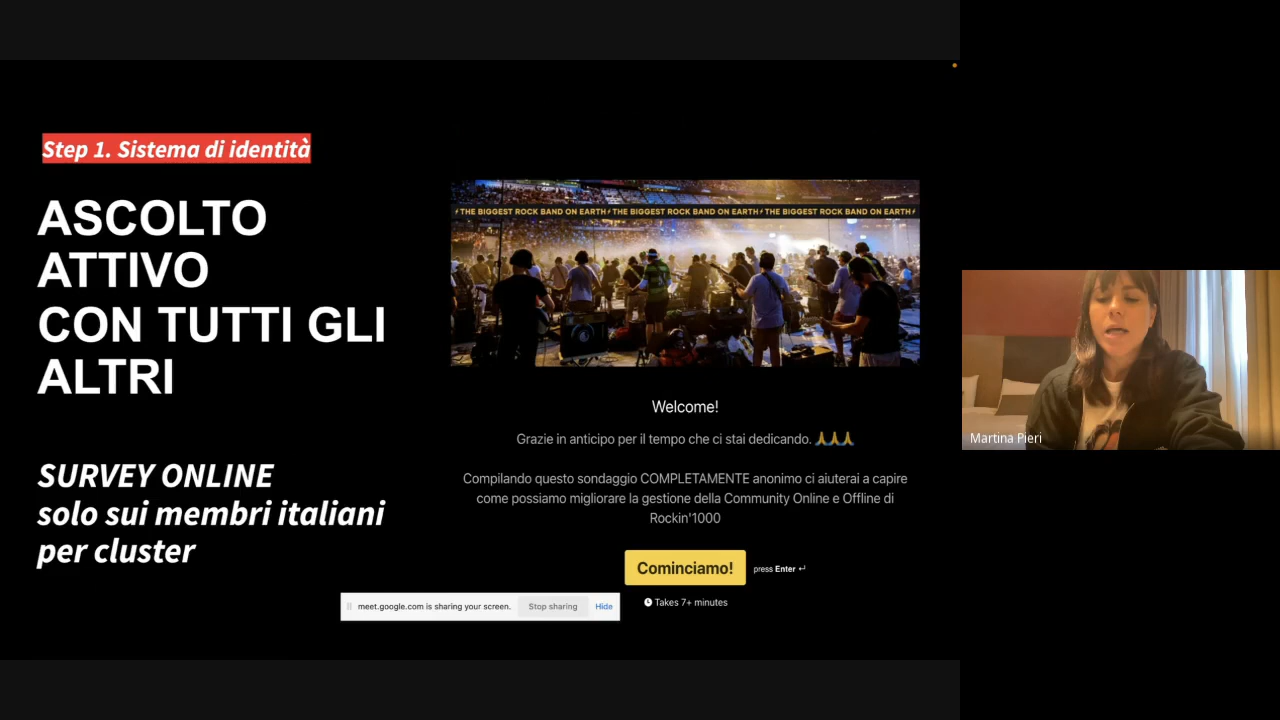 Step 1. Sistema di identità
ASCOLTO
ATTIVO
CON TUTTI GLI
ALTRI
SURVEY ONLINE
solo sui membri italiani
per cluster
THE BIGGEST ROCK BAND ON EARTH THE BIGGEST ROCK BAND ON EARTH THE BIGGEST ROCK BAND ON EARTH
Welcome!
Grazie in anticipo per il tempo che ci stai dedicando. 🙏🙏🙏
Compilando questo sondaggio COMPLETAMENTE anonimo ci aiuterai a capire
come possiamo migliorare la gestione della Community Online e Offline di
Rockin'1000
Cominciamo!
press Enter ↵
Takes 7+ minutes
meet.google.com is sharing your screen.
Stop sharing
Hide
Martina Pieri